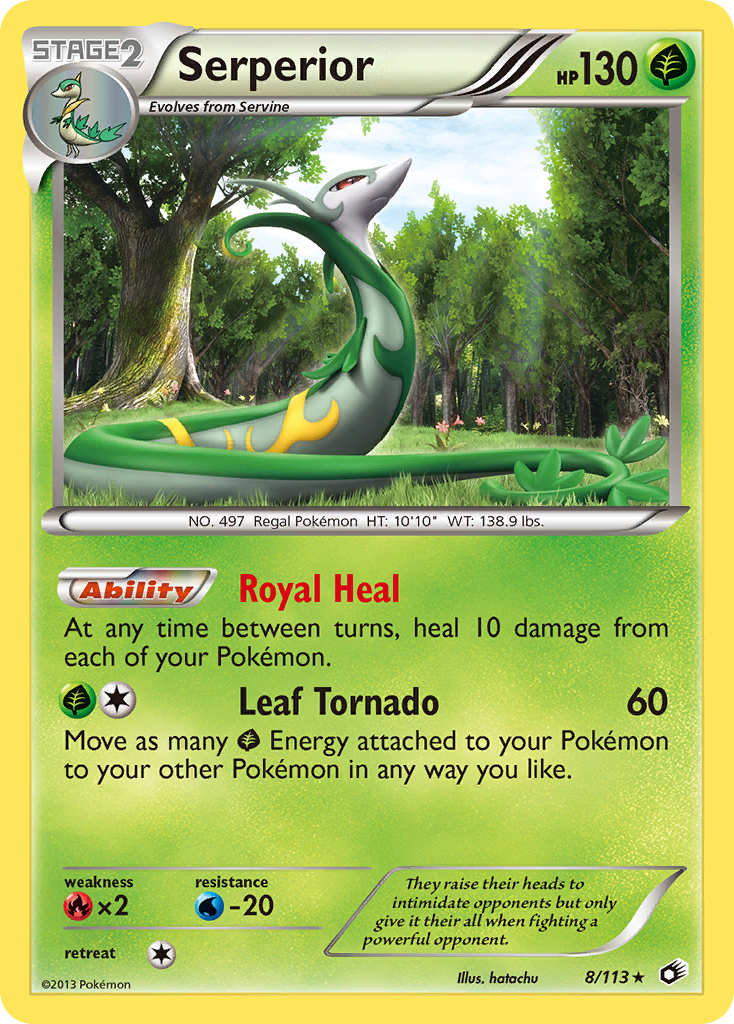 STAGE2
Serperior
HP130
Evolves from Servine
NO. 497 Regal Pokémon HT: 10'10" WT: 138.9 lbs.
Ability Royal Heal
At any time between turns, heal 10 damage from
each of your Pokémon.
Leaf Tornado 60
Move as many Energy attached to your Pokémon
to your other Pokémon in any way you like.
weakness resistance
×2 -20
retreat
They raise their heads to
intimidate opponents but only
give it their all when fighting a
powerful opponent.
©2013 Pokémon Illus. hatachu 8/113★